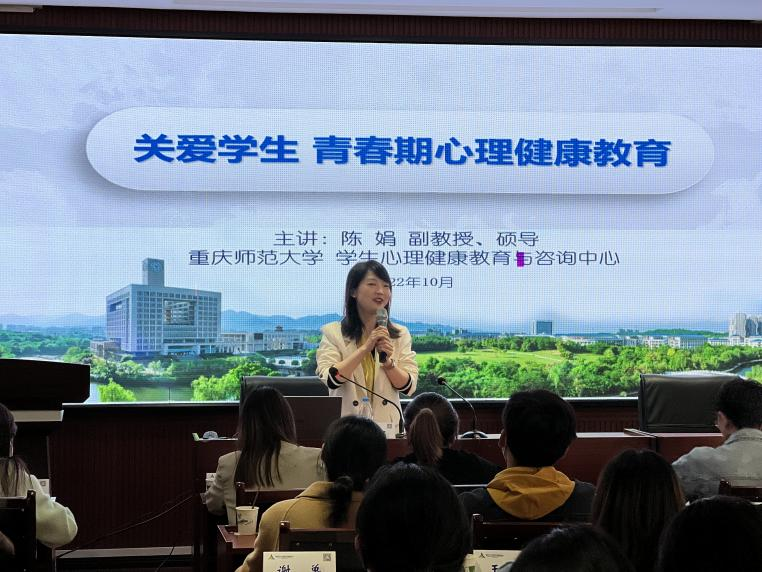 关爱学生 青春期心理健康教育
主讲：陈 娟 副教授、硕导
重庆师范大学 学生心理健康教育与咨询中心
22年10月
谢